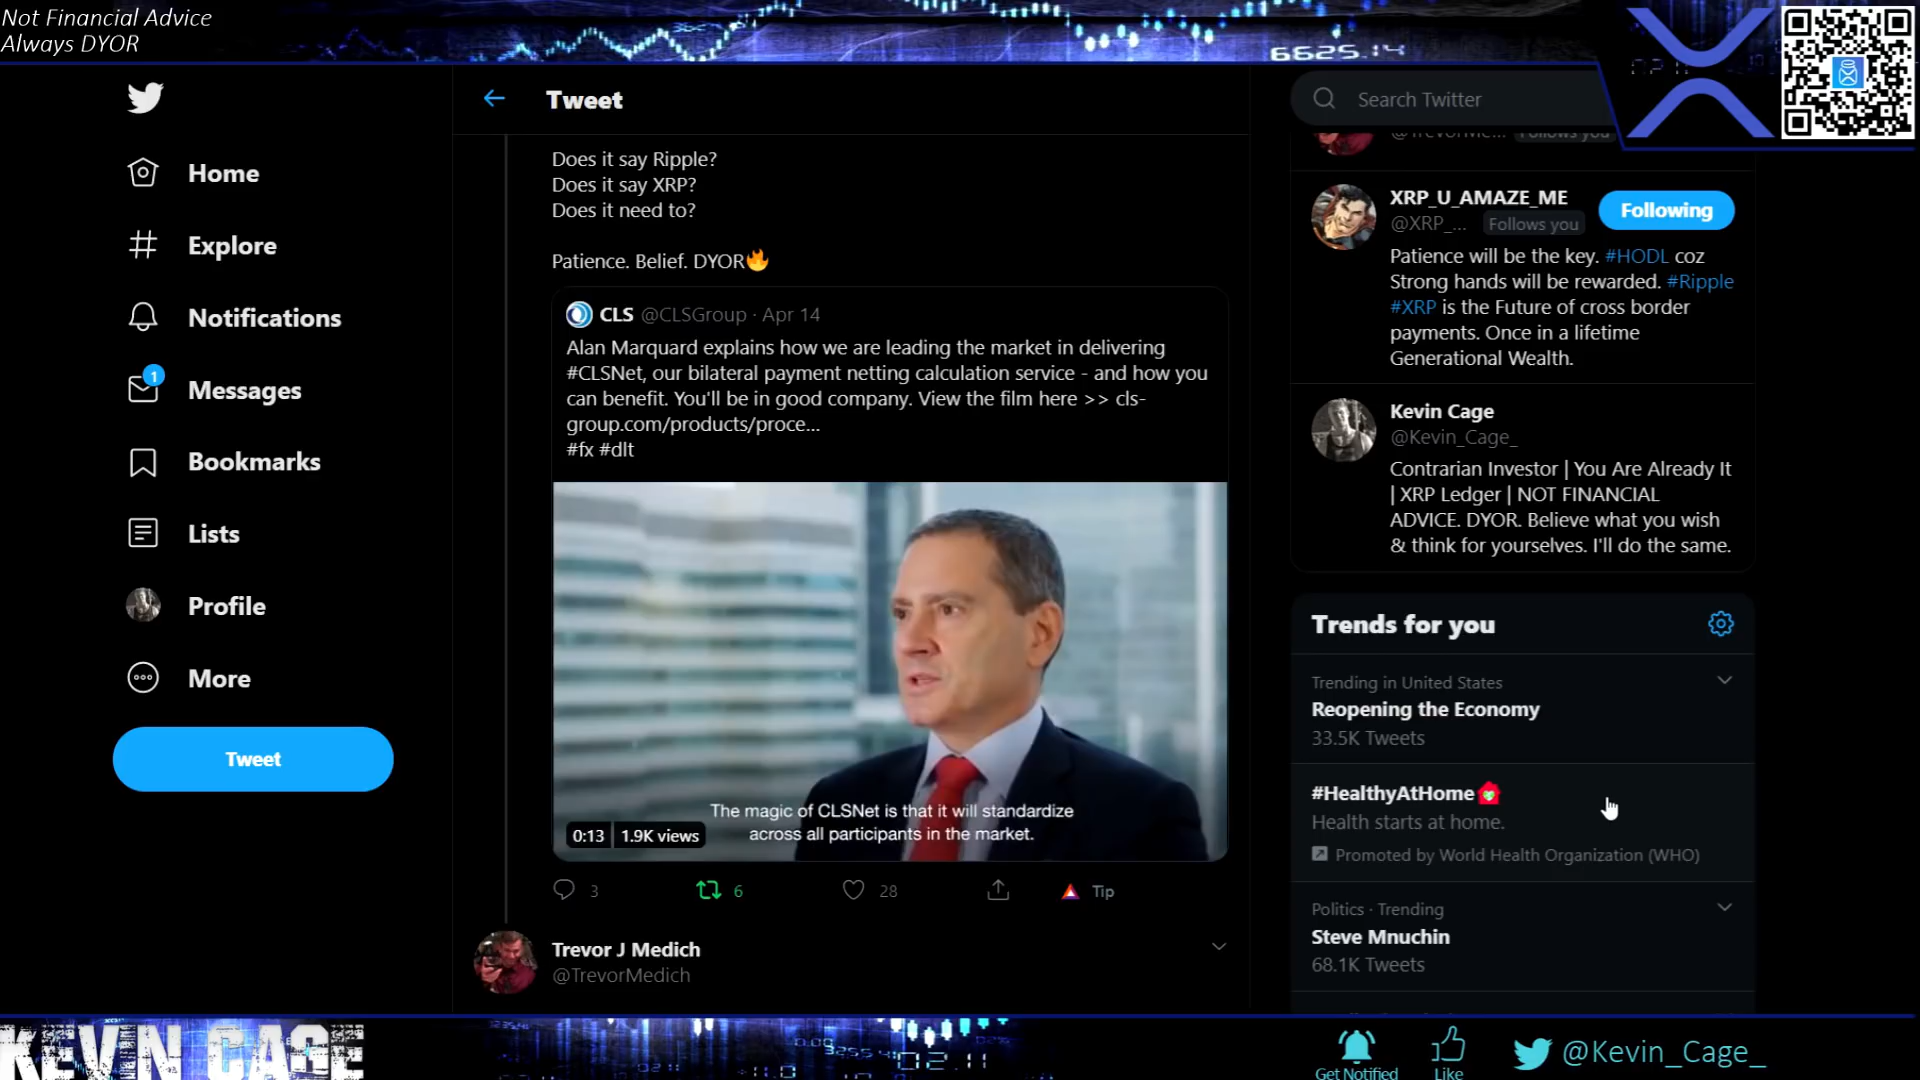 Not Financial Advice
Always DYOR
6625.14
Tweet
Search Twitter
Home
Explore
Notifications
1
Messages
Bookmarks
Lists
Profile
More
Tweet
Does it say Ripple?
Does it say XRP?
Does it need to?
Patience. Belief. DYOR🔥
CLS @CLSGroup · Apr 14
Alan Marquard explains how we are leading the market in delivering
#CLSNet, our bilateral payment netting calculation service - and how you
can benefit. You'll be in good company. View the film here >> cls-
group.com/products/proce...
#fx #dlt
The magic of CLSNet is that it will standardize
across all participants in the market.
0:13 1.9K views
3 6 28 Tip
Trevor J Medich
@TrevorMedich
Follows you
XRP_U_AMAZE_ME
@XRP_... Follows you
Following
Patience will be the key. #HODL coz
Strong hands will be rewarded. #Ripple
#XRP is the Future of cross border
payments. Once in a lifetime
Generational Wealth.
Kevin Cage
@Kevin_Cage_
Contrarian Investor | You Are Already It
| XRP Ledger | NOT FINANCIAL
ADVICE. DYOR. Believe what you wish
& think for yourselves. I'll do the same.
Trends for you
Trending in United States
Reopening the Economy
33.5K Tweets
#HealthyAtHome
Health starts at home.
Promoted by World Health Organization (WHO)
Politics · Trending
Steve Mnuchin
68.1K Tweets
KEVIN CAGE
02.11
Get Notified
Like
@Kevin_Cage_